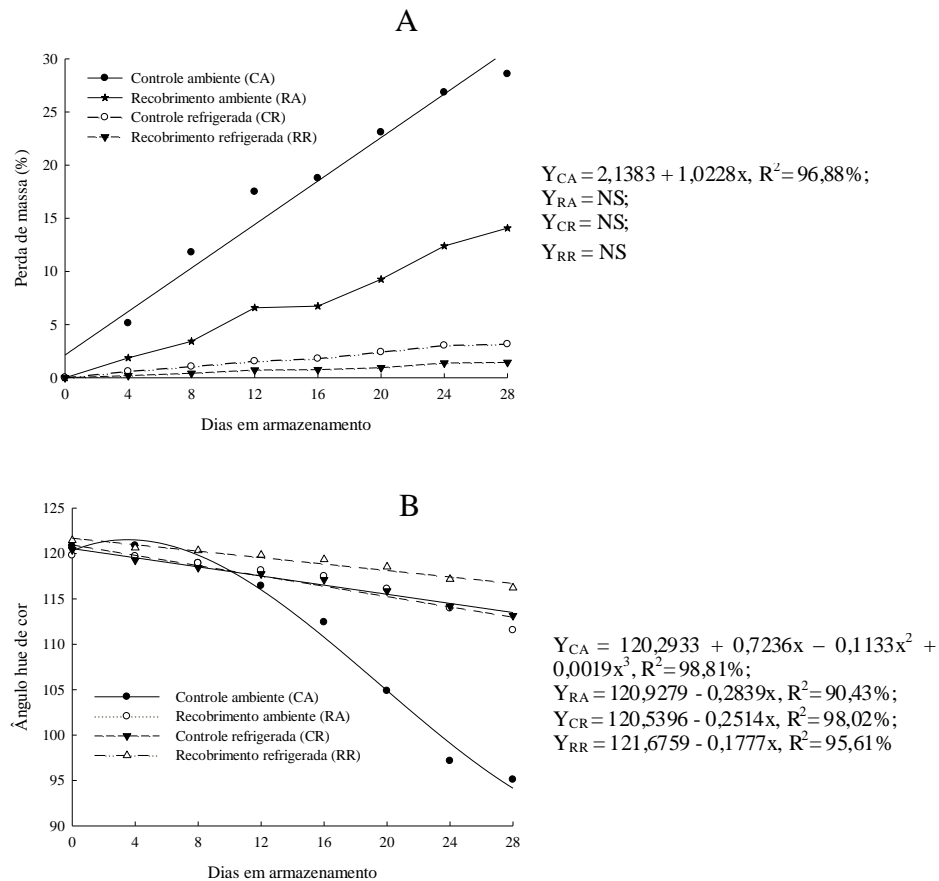 A
30
25
20
15
10
5
0
Perda de massa (%)
Controle ambiente (CA)
Recobrimento ambiente (RA)
Controle refrigerada (CR)
Recobrimento refrigerada (RR)
0 4 8 12 16 20 24 28
Dias em armazenamento
Y_CA = 2,1383 + 1,0228x, R² = 96,88%;
Y_RA = NS;
Y_CR = NS;
Y_RR = NS
B
125
120
115
110
105
100
95
90
Ângulo hue de cor
Controle ambiente (CA)
Recobrimento ambiente (RA)
Controle refrigerada (CR)
Recobrimento refrigerada (RR)
0 4 8 12 16 20 24 28
Dias em armazenamento
Y_CA = 120,2933 + 0,7236x – 0,1133x² +
0,0019x³, R² = 98,81%;
Y_RA = 120,9279 - 0,2839x, R² = 90,43%;
Y_CR = 120,5396 - 0,2514x, R² = 98,02%;
Y_RR = 121,6759 - 0,1777x, R² = 95,61%